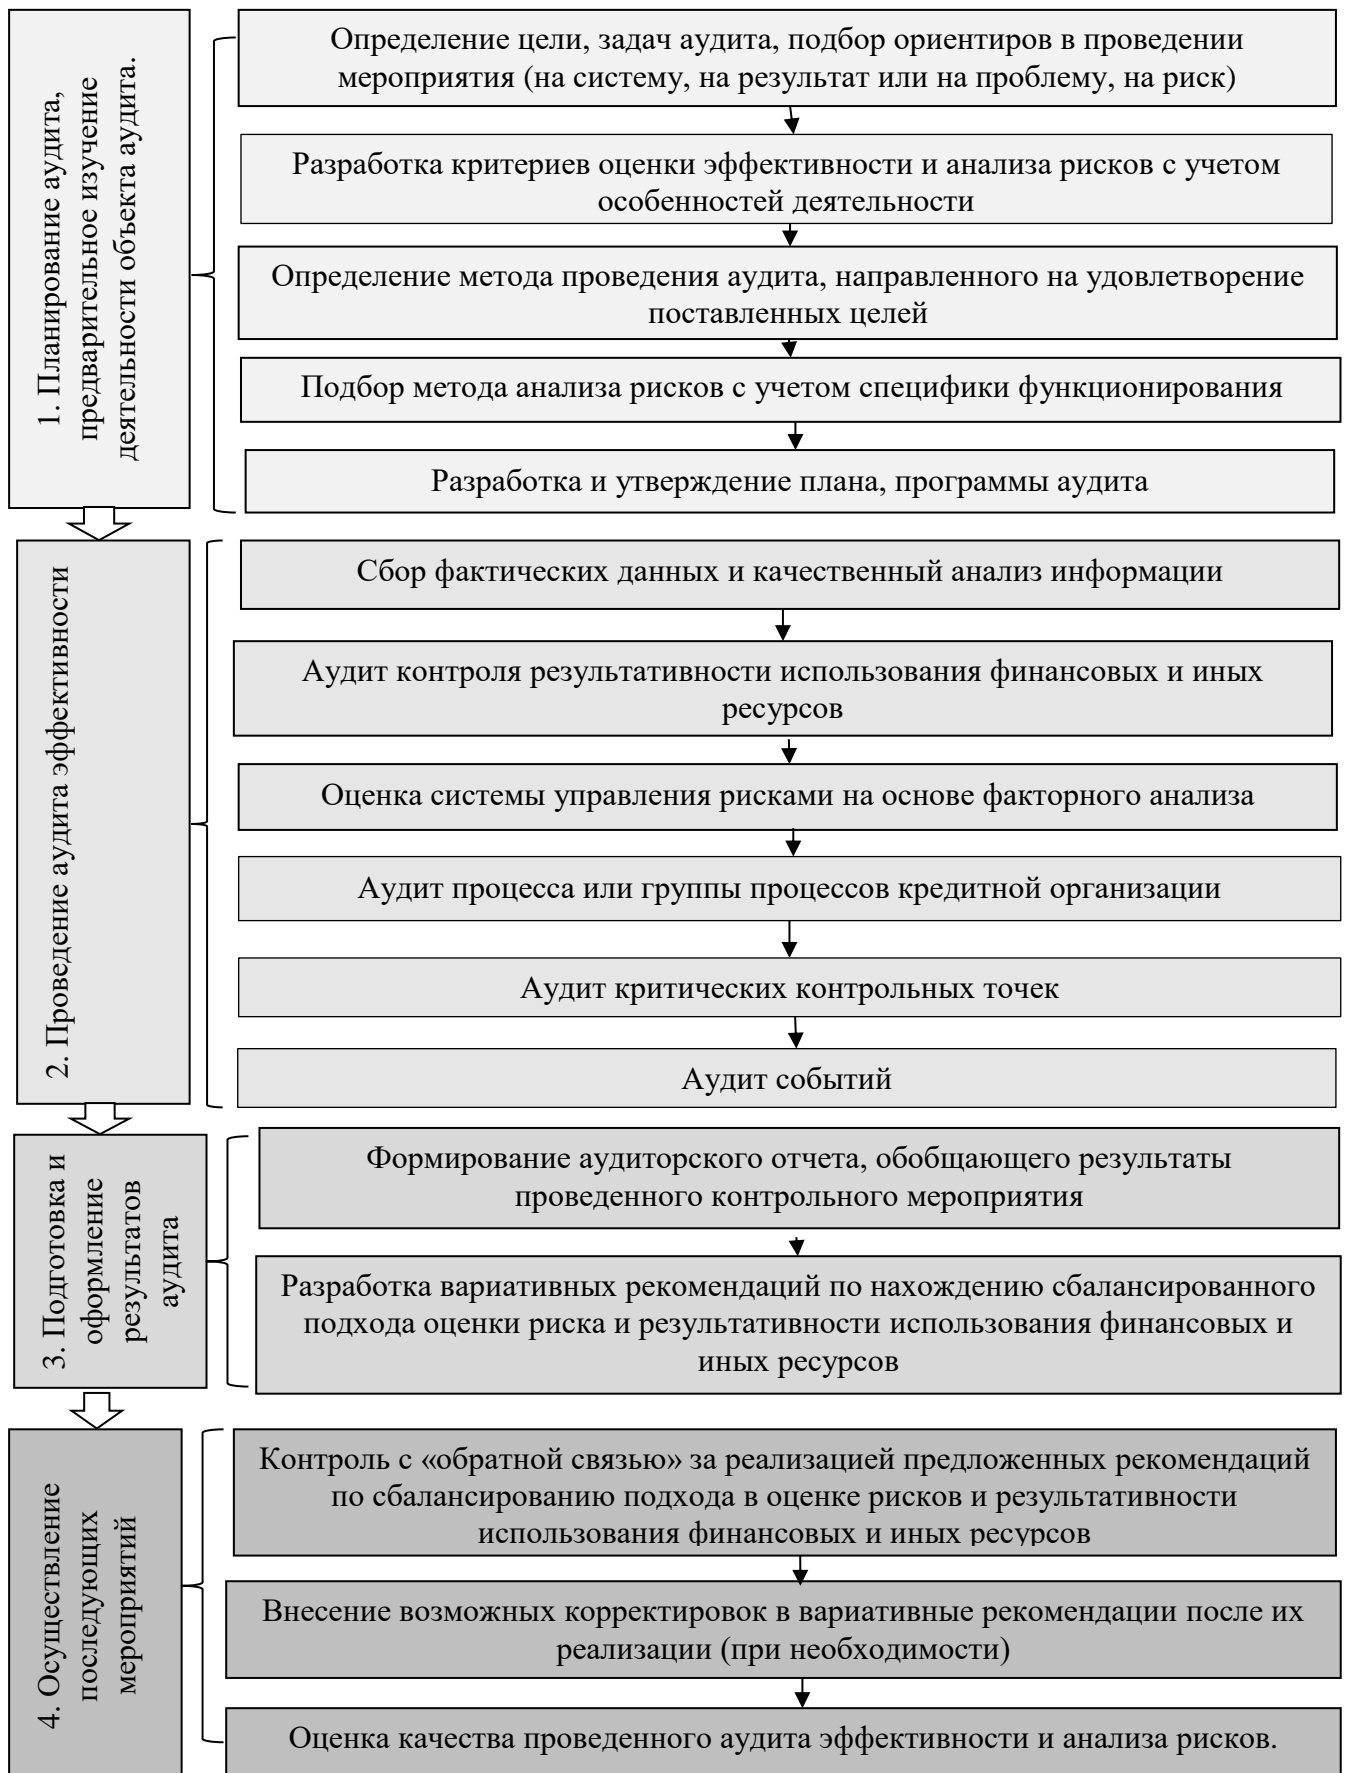 1. Планирование аудита,
предварительное изучение
деятельности объекта аудита.
Определение цели, задач аудита, подбор ориентиров в проведении
мероприятия (на систему, на результат или на проблему, на риск)
Разработка критериев оценки эффективности и анализа рисков с учетом
особенностей деятельности
Определение метода проведения аудита, направленного на удовлетворение
поставленных целей
Подбор метода анализа рисков с учетом специфики функционирования
Разработка и утверждение плана, программы аудита
2. Проведение аудита эффективности
Сбор фактических данных и качественный анализ информации
Аудит контроля результативности использования финансовых и иных
ресурсов
Оценка системы управления рисками на основе факторного анализа
Аудит процесса или группы процессов кредитной организации
Аудит критических контрольных точек
Аудит событий
3. Подготовка и
оформление
результатов
аудита
Формирование аудиторского отчета, обобщающего результаты
проведенного контрольного мероприятия
Разработка вариативных рекомендаций по нахождению сбалансированного
подхода оценки риска и результативности использования финансовых и
иных ресурсов
4. Осуществление
последующих
мероприятий
Контроль с «обратной связью» за реализацией предложенных рекомендаций
по сбалансированию подхода в оценке рисков и результативности
использования финансовых и иных ресурсов
Внесение возможных корректировок в вариативные рекомендации после их
реализации (при необходимости)
Оценка качества проведенного аудита эффективности и анализа рисков.